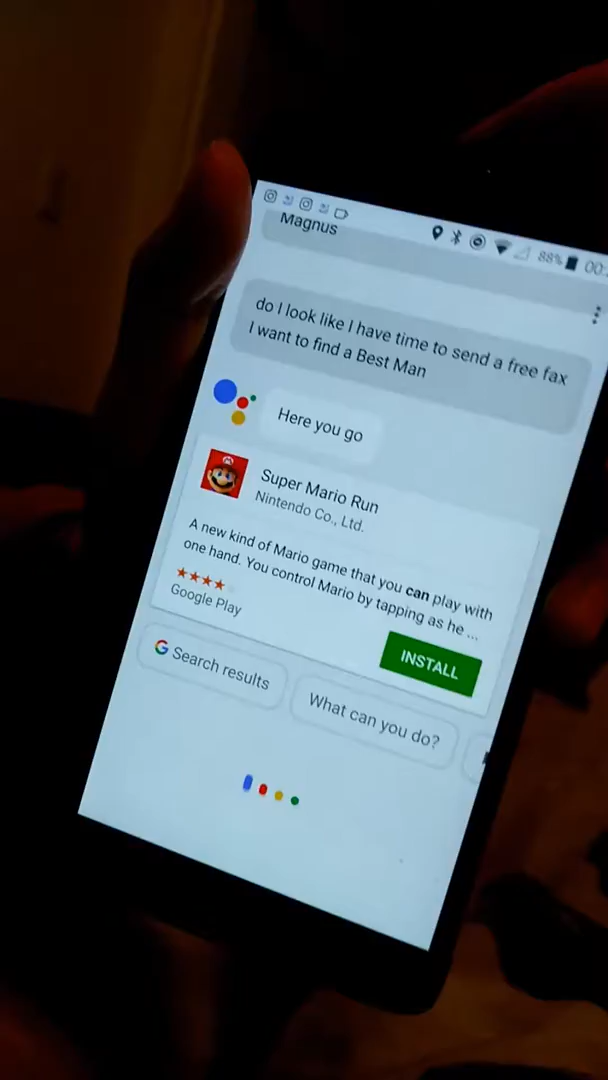 88% 00:
Magnus
do I look like I have time to send a free fax
I want to find a Best Man
Here you go
Super Mario Run
Nintendo Co., Ltd.
A new kind of Mario game that you can play with
one hand. You control Mario by tapping as he ...
Google Play
INSTALL
G Search results
What can you do?